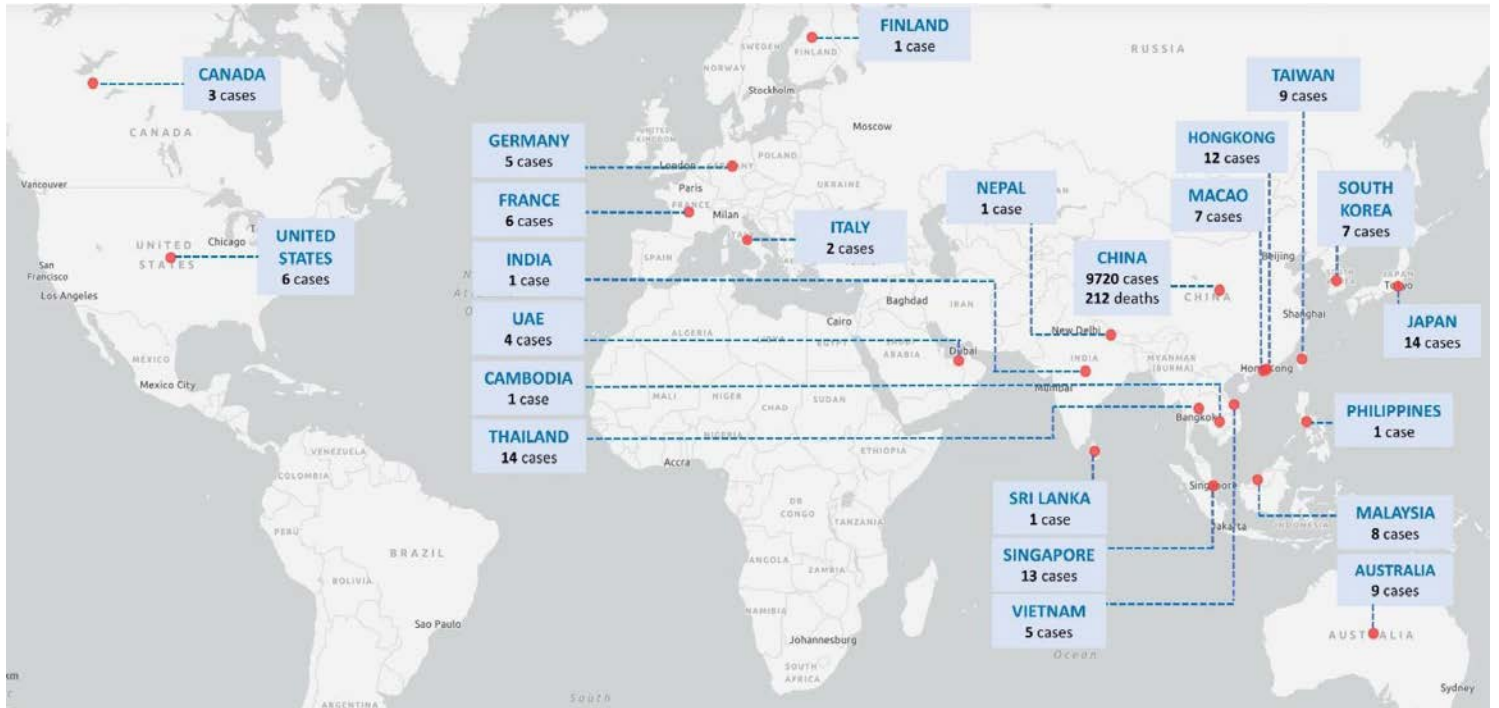 FINLAND
1 case
CANADA
3 cases
TAIWAN
9 cases
GERMANY
5 cases
HONGKONG
12 cases
NEPAL
1 case
MACAO
7 cases
SOUTH
KOREA
7 cases
FRANCE
6 cases
ITALY
2 cases
UNITED
STATES
6 cases
INDIA
1 case
CHINA
9720 cases
212 deaths
UAE
4 cases
JAPAN
14 cases
CAMBODIA
1 case
THAILAND
14 cases
PHILIPPINES
1 case
SRI LANKA
1 case
MALAYSIA
8 cases
SINGAPORE
13 cases
AUSTRALIA
9 cases
VIETNAM
5 cases
SWEDEN
FINLAND
NORWAY
RUSSIA
Stockholm
Moscow
CANADA
UNITED
KINGDOM
London
POLAND
Vancouver
Paris
UKRAINE
FRANCE
Milan
UNITED
STATES
Chicago
San
Francisco
Los Angeles
SPAIN
Beijing
CHINA
JAPAN
Tokyo
Baghdad
IRAN
Shanghai
Cairo
New Delhi
ALGERIA
ARABIA
Dubai
MEXICO
Mexico City
INDIA
MYANMAR
(BURMA)
Mumbai
MALI
NIGER
CHAD
SUDAN
NIGERIA
ETHIOPIA
Accra
VENEZUELA
COLOMBIA
DR
CONGO
TANZANIA
INDONESIA
PERU
BRAZIL
ANGOLA
ZAMBIA
BOLIVIA
NAMIBIA
Sao Paulo
Johannesburg
SOUTH
AFRICA
Ocean
AUSTRALIA
Sydney
South
ARGENTINA